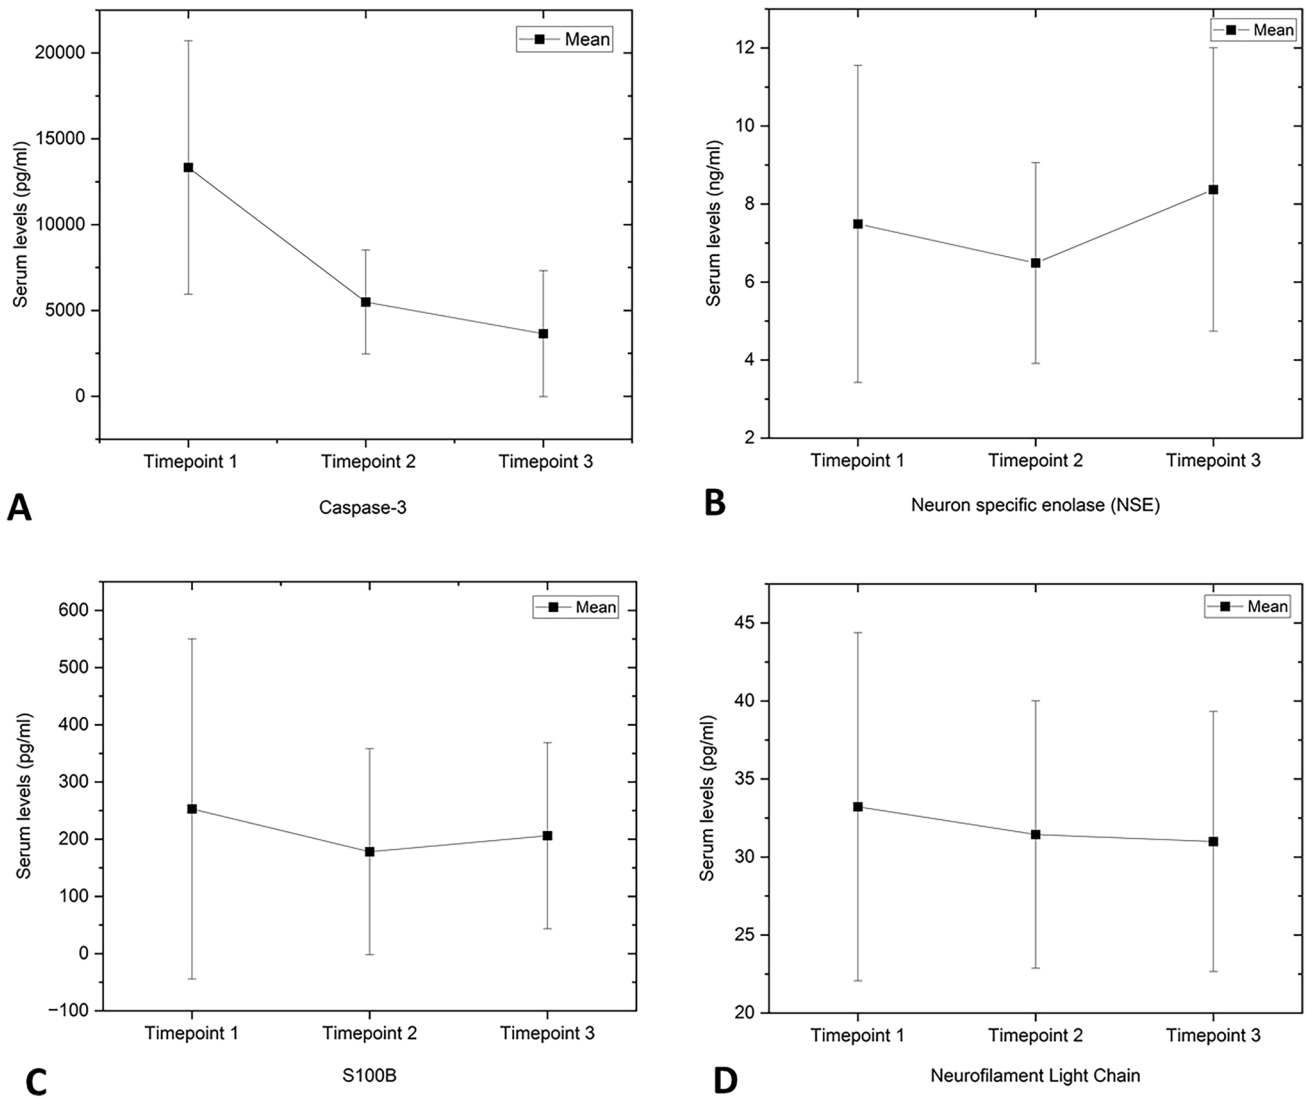 Mean
20000
15000
10000
5000
0
Serum levels (pg/ml)
Timepoint 1 Timepoint 2 Timepoint 3
Caspase-3
A
Mean
12
10
8
6
4
2
Serum levels (ng/ml)
Timepoint 1 Timepoint 2 Timepoint 3
Neuron specific enolase (NSE)
B
Mean
600
500
400
300
200
100
0
−100
Serum levels (pg/ml)
Timepoint 1 Timepoint 2 Timepoint 3
S100B
C
Mean
45
40
35
30
25
20
Serum levels (pg/ml)
Timepoint 1 Timepoint 2 Timepoint 3
Neurofilament Light Chain
D